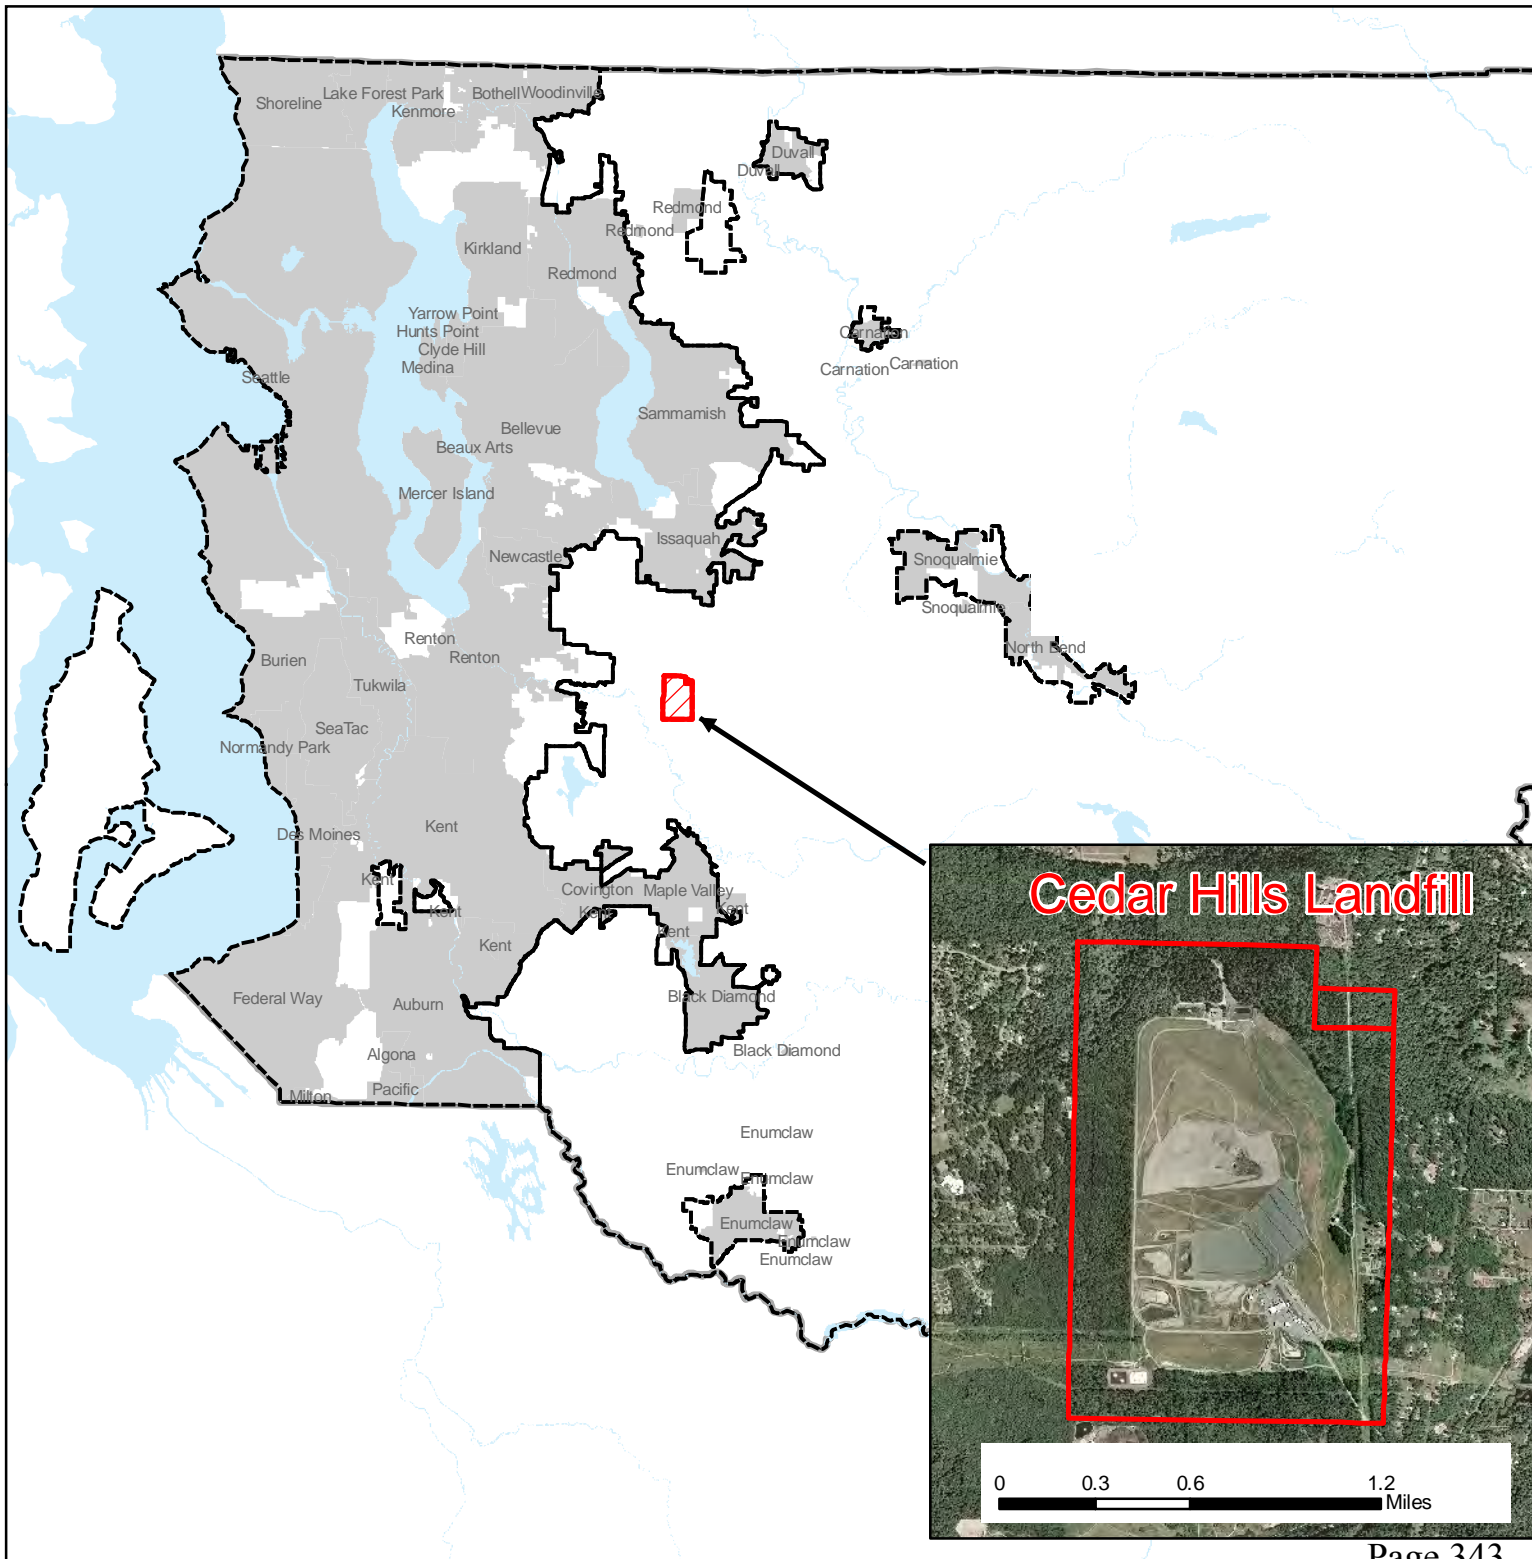 Shoreline
Lake Forest Park
Kenmore
Bothell
Woodinville
Duvall
Duvall
Redmond
Redmond
Kirkland
Redmond
Yarrow Point
Hunts Point
Clyde Hill
Medina
Carnation
Carnation
Carnation
Seattle
Sammamish
Bellevue
Beaux Arts
Mercer Island
Issaquah
Newcastle
Snoqualmie
Snoqualmie
North Bend
Renton
Renton
Burien
Tukwila
SeaTac
Normandy Park
Des Moines
Kent
Kent
Kent
Covington
Maple Valley
Kent
Kent
Kent
Kent
Federal Way
Auburn
Black Diamond
Black Diamond
Algona
Pacific
Milton
Enumclaw
Enumclaw
Enumclaw
Enumclaw
Enumclaw
Enumclaw
Cedar Hills Landfill
0 0.3 0.6 1.2
Miles
Page 343